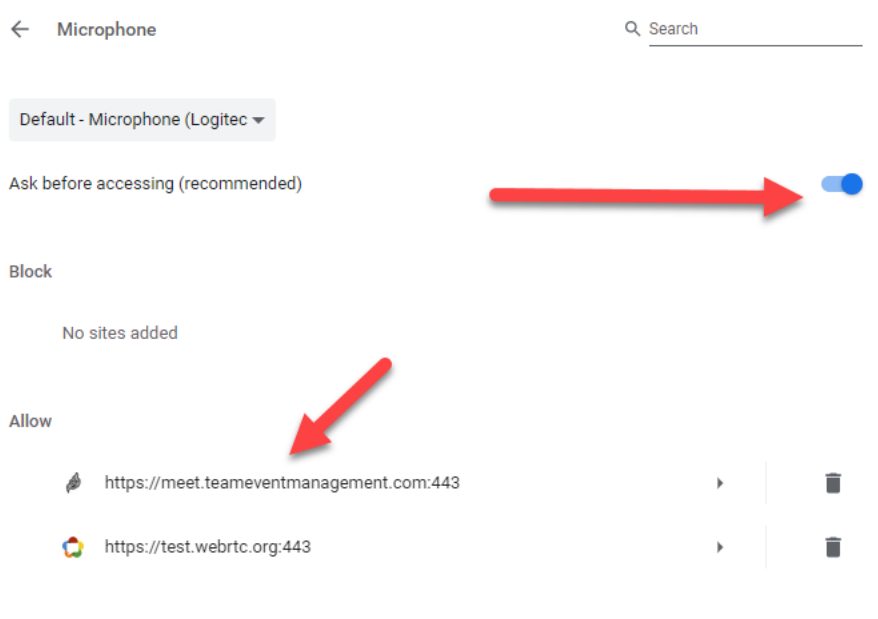 Microphone
Search
Default - Microphone (Logitec
Ask before accessing (recommended)
Block
No sites added
Allow
https://meet.teameventmanagement.com:443
https://test.webrtc.org:443